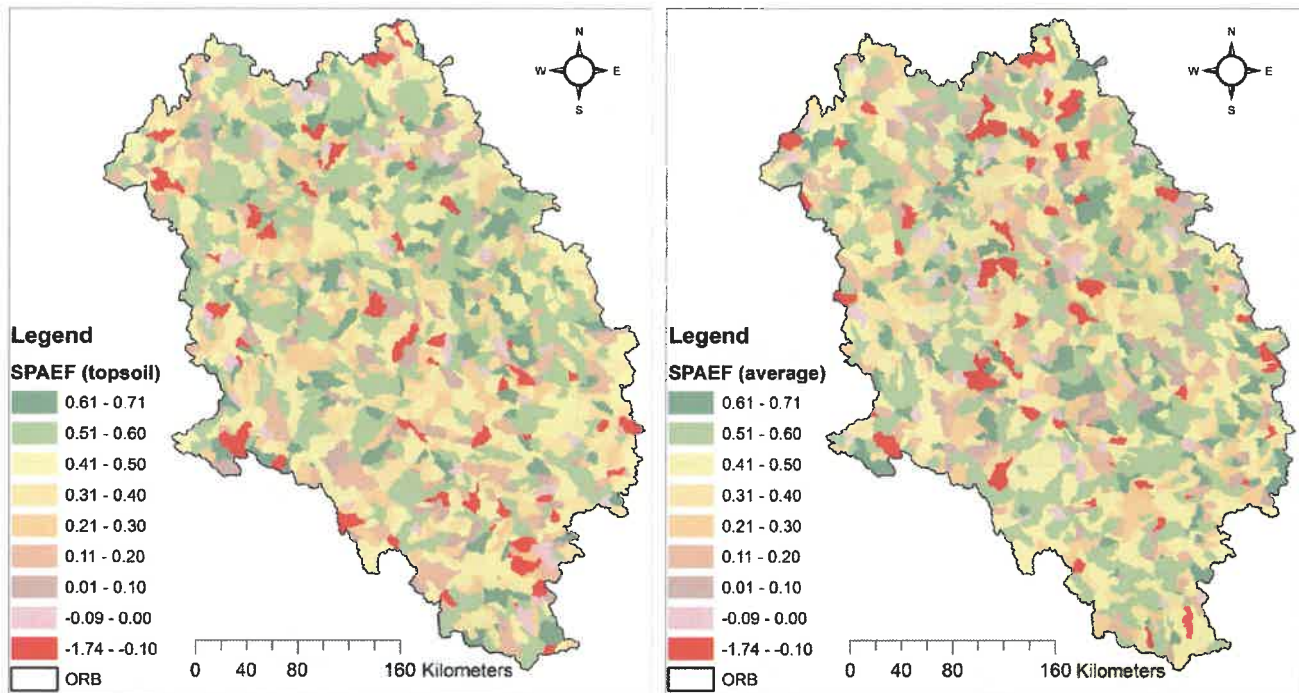 N
W E
S
Legend
SPAEF (topsoil)
0.61 - 0.71
0.51 - 0.60
0.41 - 0.50
0.31 - 0.40
0.21 - 0.30
0.11 - 0.20
0.01 - 0.10
-0.09 - 0.00
-1.74 - -0.10
ORB
0 40 80 160 Kilometers
N
W E
S
Legend
SPAEF (average)
0.61 - 0.71
0.51 - 0.60
0.41 - 0.50
0.31 - 0.40
0.21 - 0.30
0.11 - 0.20
0.01 - 0.10
-0.09 - 0.00
-1.74 - -0.10
ORB
0 40 80 160 Kilometers